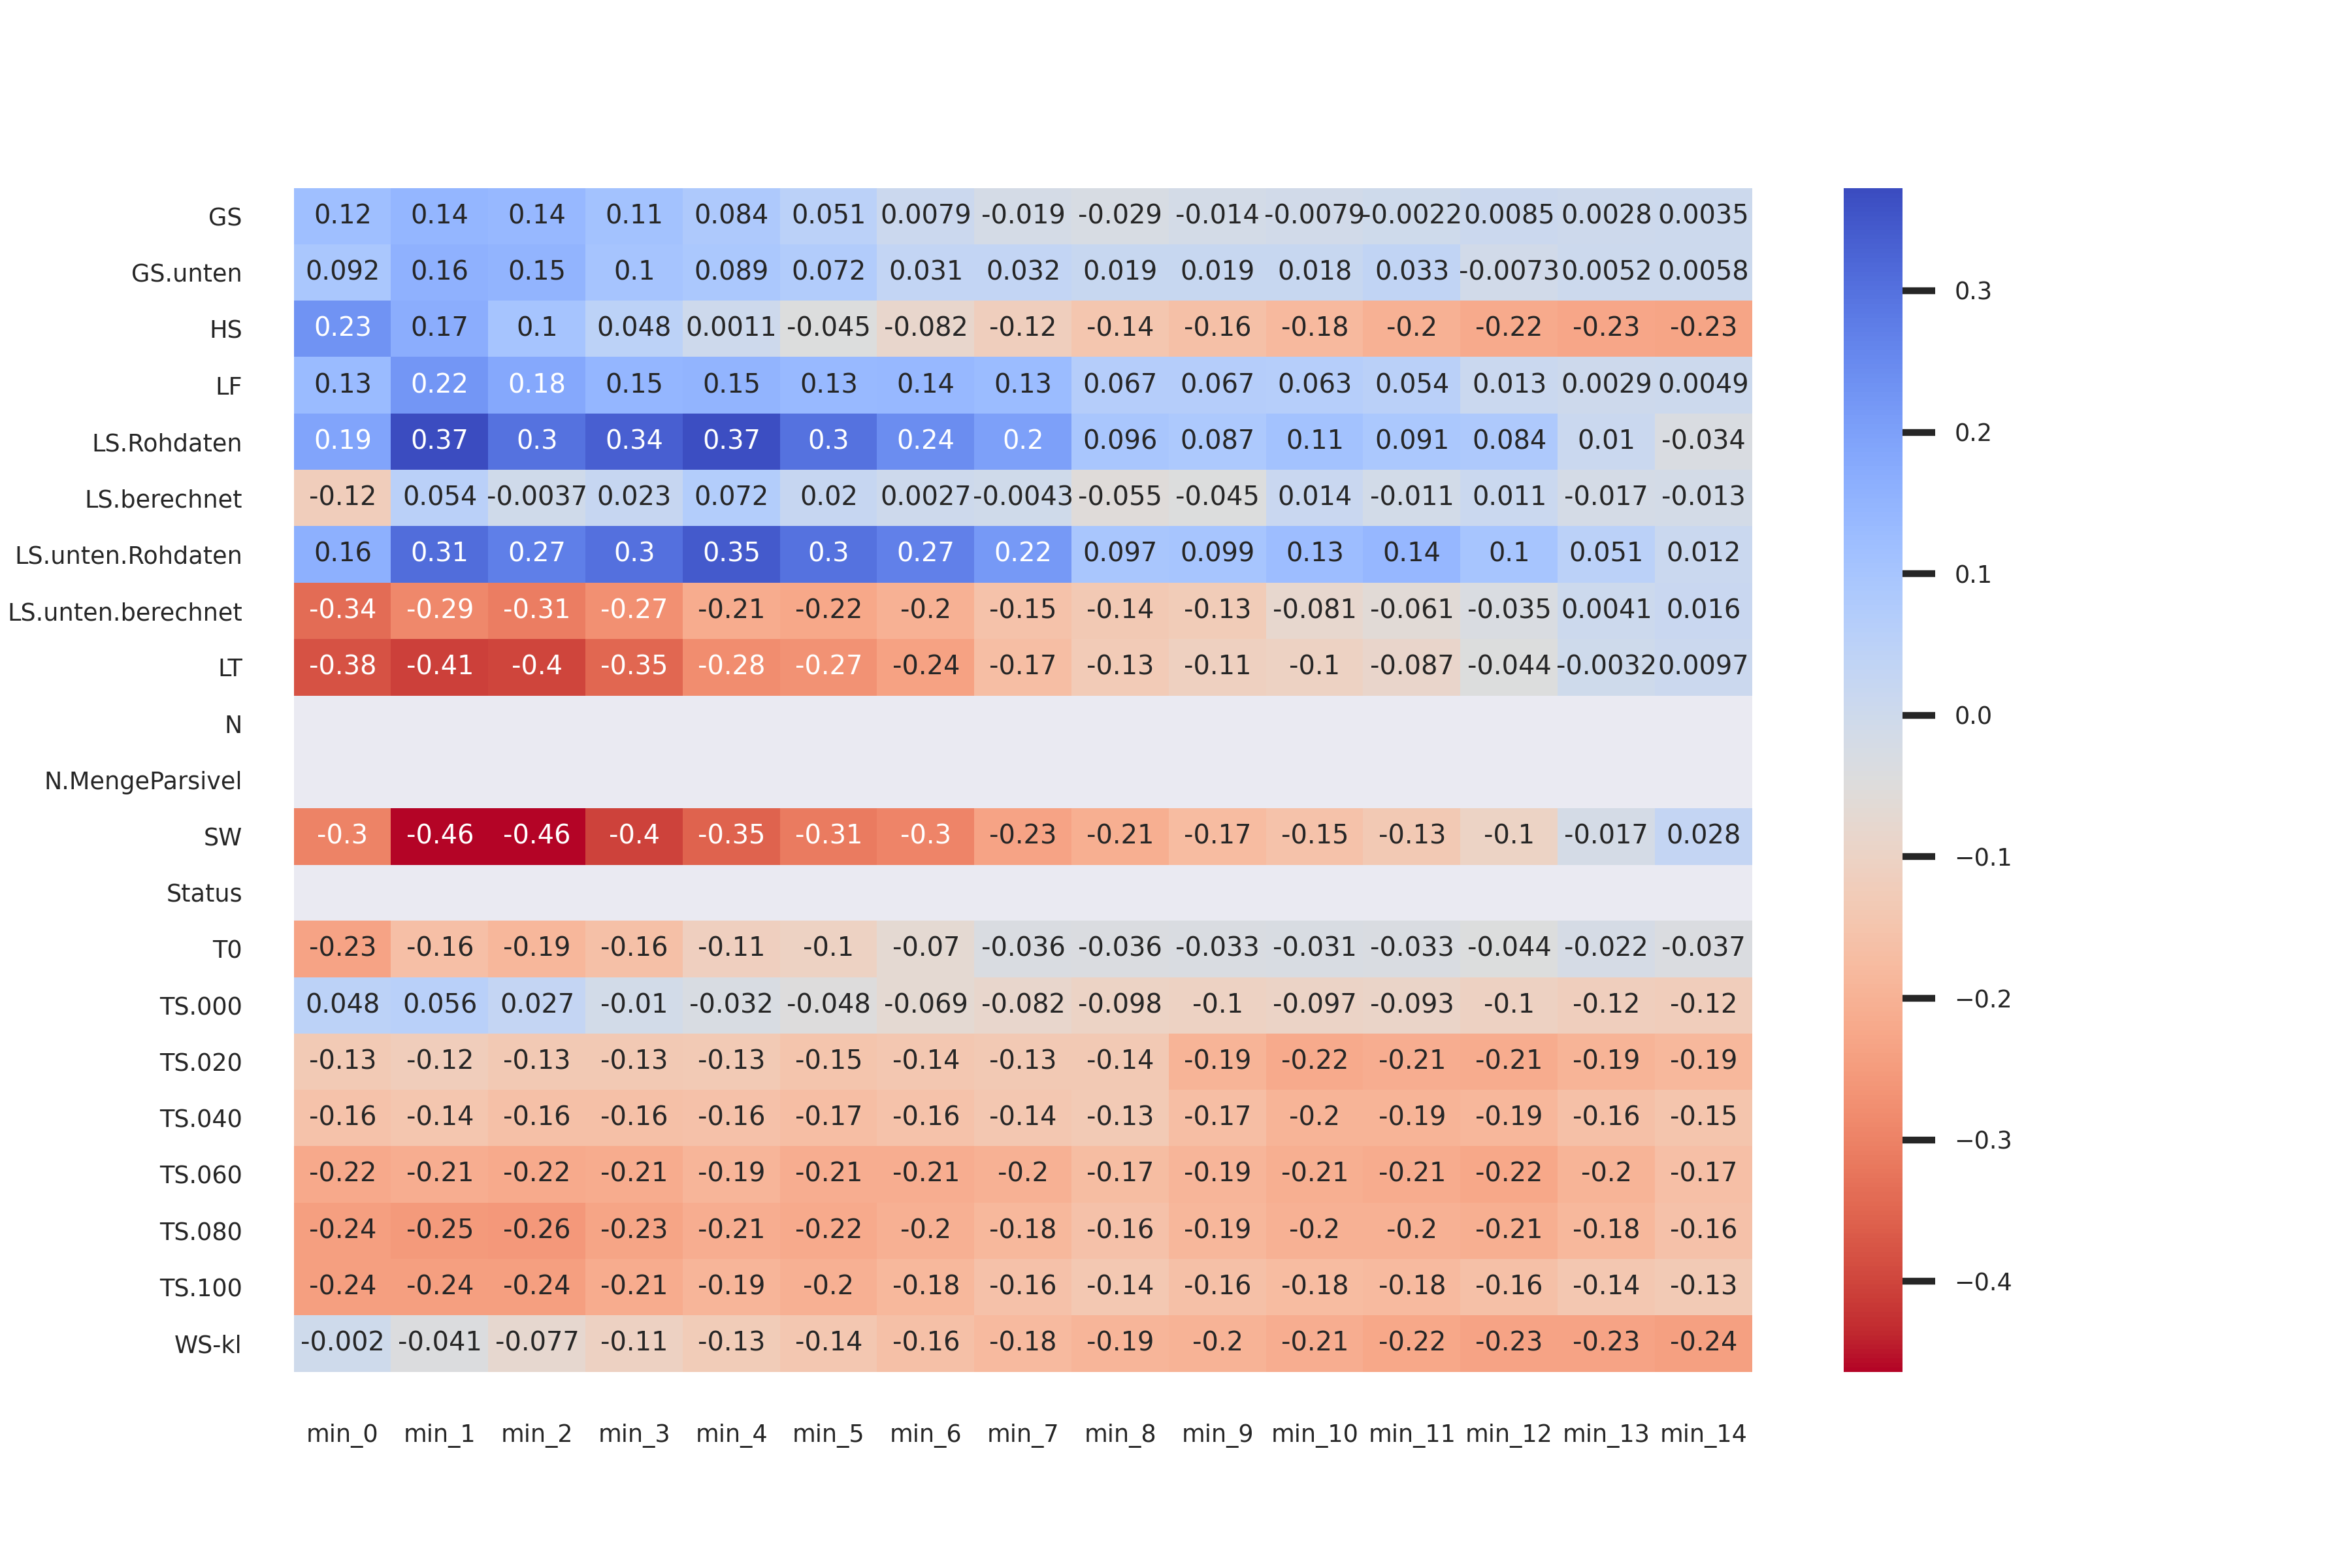 GS 0.12 0.14 0.14 0.11 0.084 0.051 0.0079 -0.019 -0.029 -0.014 -0.0079 -0.0022 0.0085 0.0028 0.0035
GS.unten 0.092 0.16 0.15 0.1 0.089 0.072 0.031 0.032 0.019 0.019 0.018 0.033 -0.0073 0.0052 0.0058
HS 0.23 0.17 0.1 0.048 0.0011 -0.045 -0.082 -0.12 -0.14 -0.16 -0.18 -0.2 -0.22 -0.23 -0.23
LF 0.13 0.22 0.18 0.15 0.15 0.13 0.14 0.13 0.067 0.067 0.063 0.054 0.013 0.0029 0.0049
LS.Rohdaten 0.19 0.37 0.3 0.34 0.37 0.3 0.24 0.2 0.096 0.087 0.11 0.091 0.084 0.01 -0.034
LS.berechnet -0.12 0.054 -0.0037 0.023 0.072 0.02 0.0027 -0.0043 -0.055 -0.045 0.014 -0.011 0.011 -0.017 -0.013
LS.unten.Rohdaten 0.16 0.31 0.27 0.3 0.35 0.3 0.27 0.22 0.097 0.099 0.13 0.14 0.1 0.051 0.012
LS.unten.berechnet -0.34 -0.29 -0.31 -0.27 -0.21 -0.22 -0.2 -0.15 -0.14 -0.13 -0.081 -0.061 -0.035 0.0041 0.016
LT -0.38 -0.41 -0.4 -0.35 -0.28 -0.27 -0.24 -0.17 -0.13 -0.11 -0.1 -0.087 -0.044 -0.0032 0.0097
N
N.MengeParsivel
SW -0.3 -0.46 -0.46 -0.4 -0.35 -0.31 -0.3 -0.23 -0.21 -0.17 -0.15 -0.13 -0.1 -0.017 0.028
Status
T0 -0.23 -0.16 -0.19 -0.16 -0.11 -0.1 -0.07 -0.036 -0.036 -0.033 -0.031 -0.033 -0.044 -0.022 -0.037
TS.000 0.048 0.056 0.027 -0.01 -0.032 -0.048 -0.069 -0.082 -0.098 -0.1 -0.097 -0.093 -0.1 -0.12 -0.12
TS.020 -0.13 -0.12 -0.13 -0.13 -0.13 -0.15 -0.14 -0.13 -0.14 -0.19 -0.22 -0.21 -0.21 -0.19 -0.19
TS.040 -0.16 -0.14 -0.16 -0.16 -0.16 -0.17 -0.16 -0.14 -0.13 -0.17 -0.2 -0.19 -0.19 -0.16 -0.15
TS.060 -0.22 -0.21 -0.22 -0.21 -0.19 -0.21 -0.21 -0.2 -0.17 -0.19 -0.21 -0.21 -0.22 -0.2 -0.17
TS.080 -0.24 -0.25 -0.26 -0.23 -0.21 -0.22 -0.2 -0.18 -0.16 -0.19 -0.2 -0.2 -0.21 -0.18 -0.16
TS.100 -0.24 -0.24 -0.24 -0.21 -0.19 -0.2 -0.18 -0.16 -0.14 -0.16 -0.18 -0.18 -0.16 -0.14 -0.13
WS-kl -0.002 -0.041 -0.077 -0.11 -0.13 -0.14 -0.16 -0.18 -0.19 -0.2 -0.21 -0.22 -0.23 -0.23 -0.24
min_0 min_1 min_2 min_3 min_4 min_5 min_6 min_7 min_8 min_9 min_10 min_11 min_12 min_13 min_14
0.3
0.2
0.1
0.0
−0.1
−0.2
−0.3
−0.4